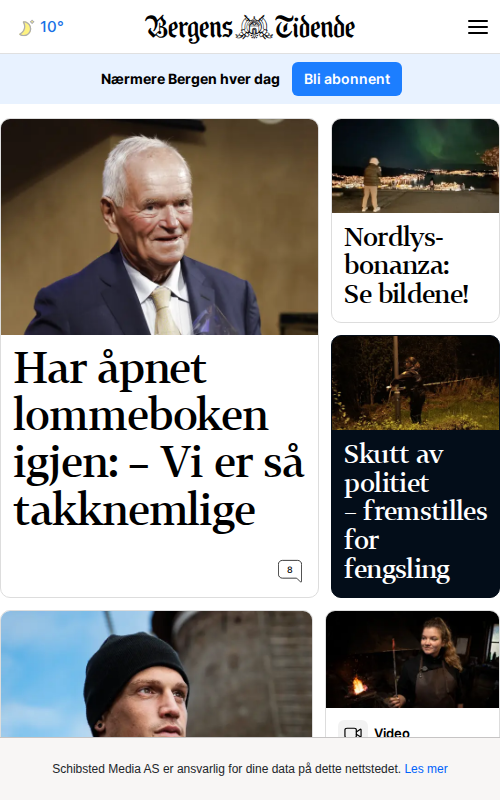 10°
Bergens Tidende
Nærmere Bergen hver dag
Bli abonnent
Har åpnet
lommeboken
igjen: – Vi er så
takknemlige
8
Nordlys-
bonanza:
Se bildene!
Skutt av
politiet
– fremstilles
for
fengsling
Video
Schibsted Media AS er ansvarlig for dine data på dette nettstedet. Les mer